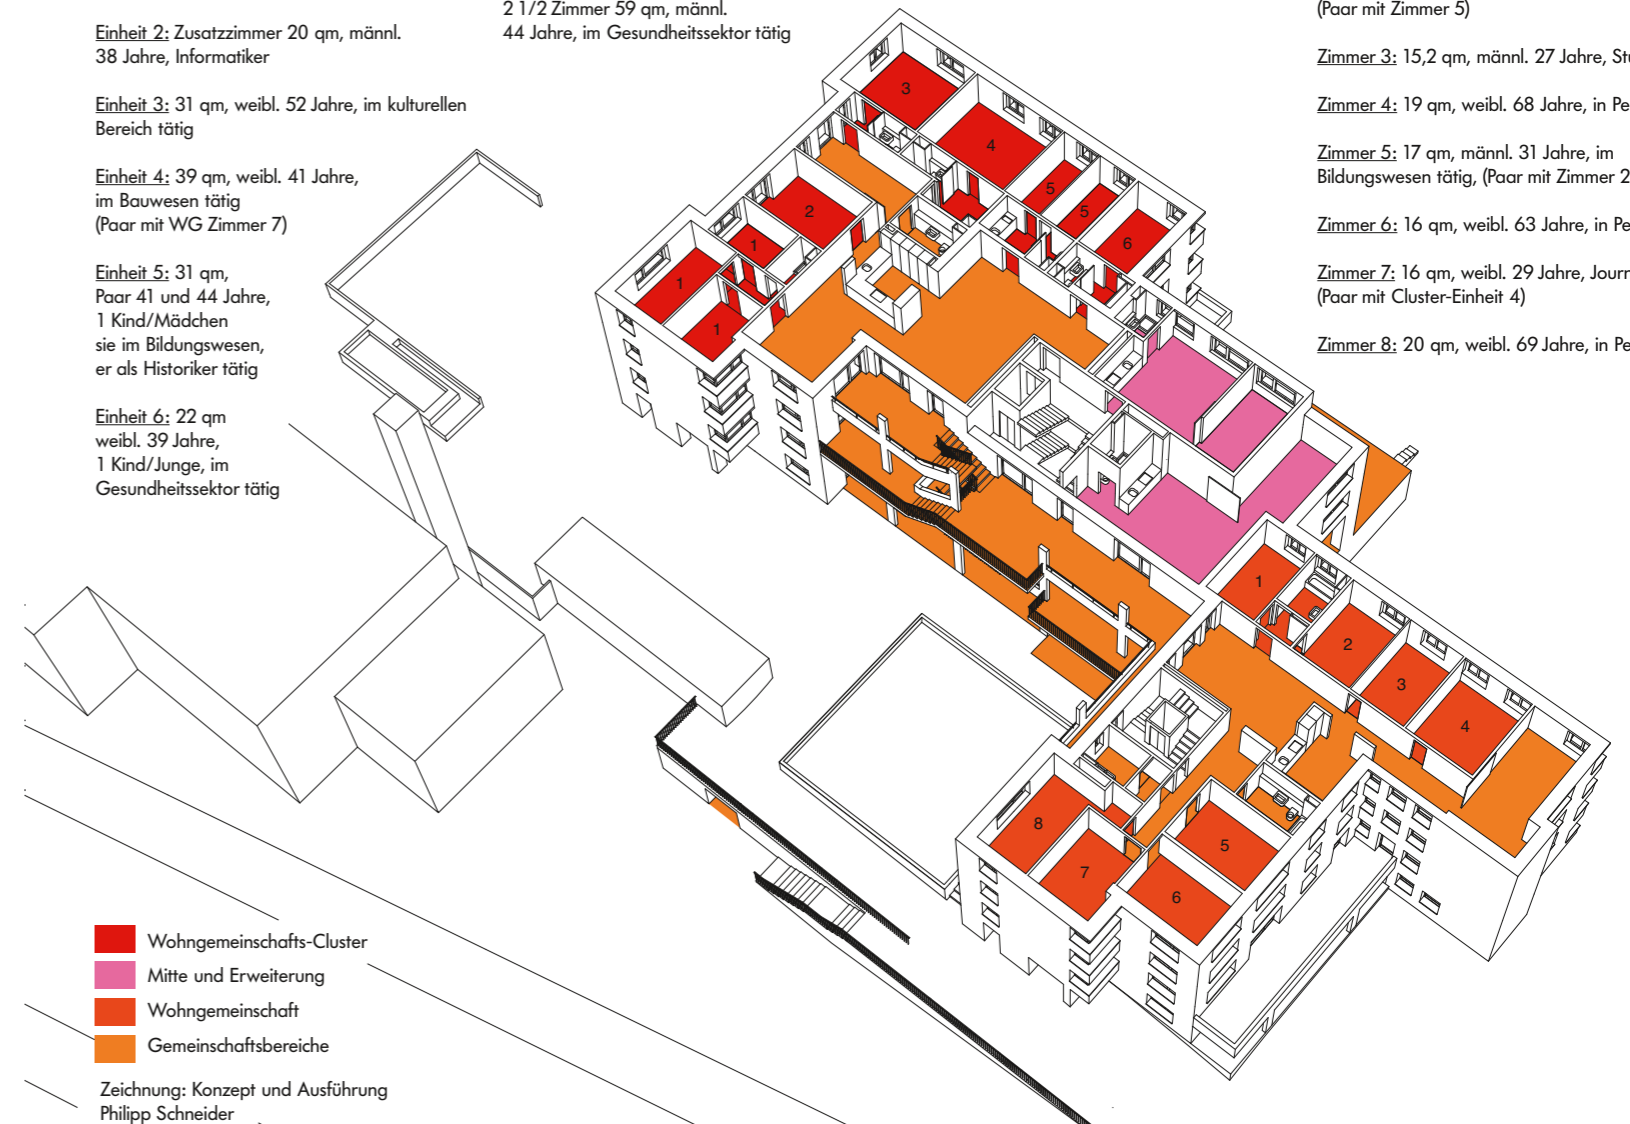 Einheit 2: Zusatzzimmer 20 qm, männl.
38 Jahre, Informatiker
Einheit 3: 31 qm, weibl. 52 Jahre, im kulturellen
Bereich tätig
Einheit 4: 39 qm, weibl. 41 Jahre,
im Bauwesen tätig
(Paar mit WG Zimmer 7)
Einheit 5: 31 qm,
Paar 41 und 44 Jahre,
1 Kind/Mädchen
sie im Bildungswesen,
er als Historiker tätig
Einheit 6: 22 qm
weibl. 39 Jahre,
1 Kind/Junge, im
Gesundheitssektor tätig
2 1/2 Zimmer 59 qm, männl.
44 Jahre, im Gesundheitssektor tätig
(Paar mit Zimmer 5)
Zimmer 3: 15,2 qm, männl. 27 Jahre, Stu
Zimmer 4: 19 qm, weibl. 68 Jahre, in Pe
Zimmer 5: 17 qm, männl. 31 Jahre, im
Bildungswesen tätig, (Paar mit Zimmer 2
Zimmer 6: 16 qm, weibl. 63 Jahre, in Pe
Zimmer 7: 16 qm, weibl. 29 Jahre, Journ
(Paar mit Cluster-Einheit 4)
Zimmer 8: 20 qm, weibl. 69 Jahre, in Pe
3
4
5
5
6
2
1
1
1
1
2
3
4
5
6
7
8
Wohngemeinschafts-Cluster
Mitte und Erweiterung
Wohngemeinschaft
Gemeinschaftsbereiche
Zeichnung: Konzept und Ausführung
Philipp Schneider